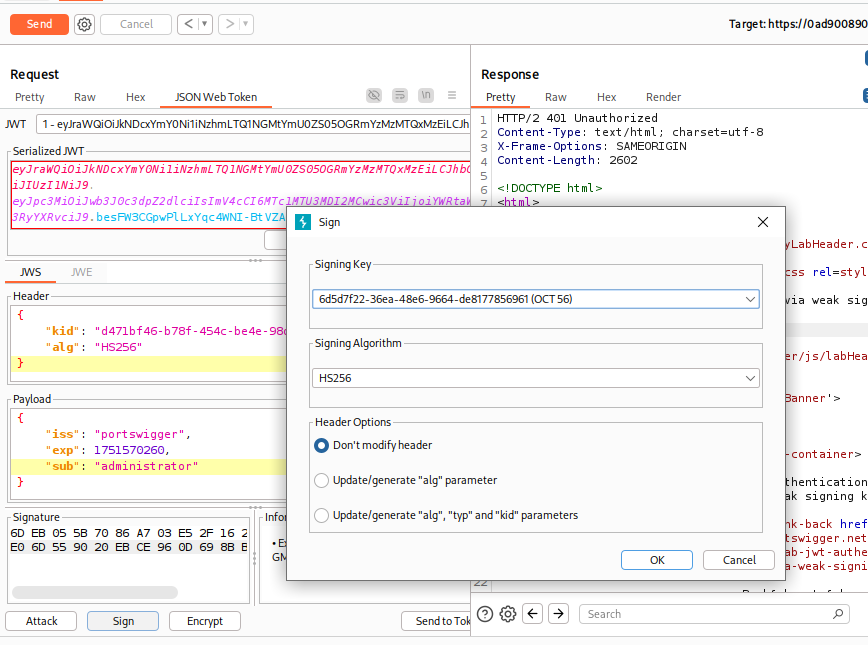 Send
Cancel
Target: https://0ad900890
Request
Pretty Raw Hex JSON Web Token
JWT 1 - eyJraWQiOiJkNDcxYmY0Ni1iNzhmLTQ1NGMtYmU0ZS05OGRmYzMzMTQxMzEiLCJh
Serialized JWT
eyJraWQiOiJkNDcxYmY0Ni1iNzhmLTQ1NGMtYmU0ZS05OGRmYzMzMTQxMzEiLCJhbG
iJIUzI1NiJ9.
eyJpc3MiOiJwb3J0c3dpZ2dlciIsImV4cCI6MTc1MTU3MDI2MCwic3ViIjoiYWRtaW
3RyYXRvciJ9.besFW3CGpwPlLxYqc4WNI-BtVZA
JWS JWE
Header
{
"kid": "d471bf46-b78f-454c-be4e-98d
"alg": "HS256"
}
Payload
{
"iss": "portswigger",
"exp": 1751570260,
"sub": "administrator"
}
Signature
6D EB 05 5B 70 86 A7 03 E5 2F 16 2
E0 6D 55 90 20 EB CE 96 0D 69 8B B
Infor
• Ex
GM
Attack Sign Encrypt Send to Tok
Response
Pretty Raw Hex Render
1 HTTP/2 401 Unauthorized
2 Content-Type: text/html; charset=utf-8
3 X-Frame-Options: SAMEORIGIN
4 Content-Length: 2602
5
6 <!DOCTYPE html>
7 <html>
yLabHeader.c
css rel=style
via weak sig
er/js/labHea
Banner'>
-container>
thentication
ak signing k
nk-back href
tswigger.net
ab-jwt-authe
a-weak-signi
22
Search
Sign
Signing Key
6d5d7f22-36ea-48e6-9664-de8177856961 (OCT 56)
Signing Algorithm
HS256
Header Options
Don't modify header
Update/generate "alg" parameter
Update/generate "alg", "typ" and "kid" parameters
OK Cancel